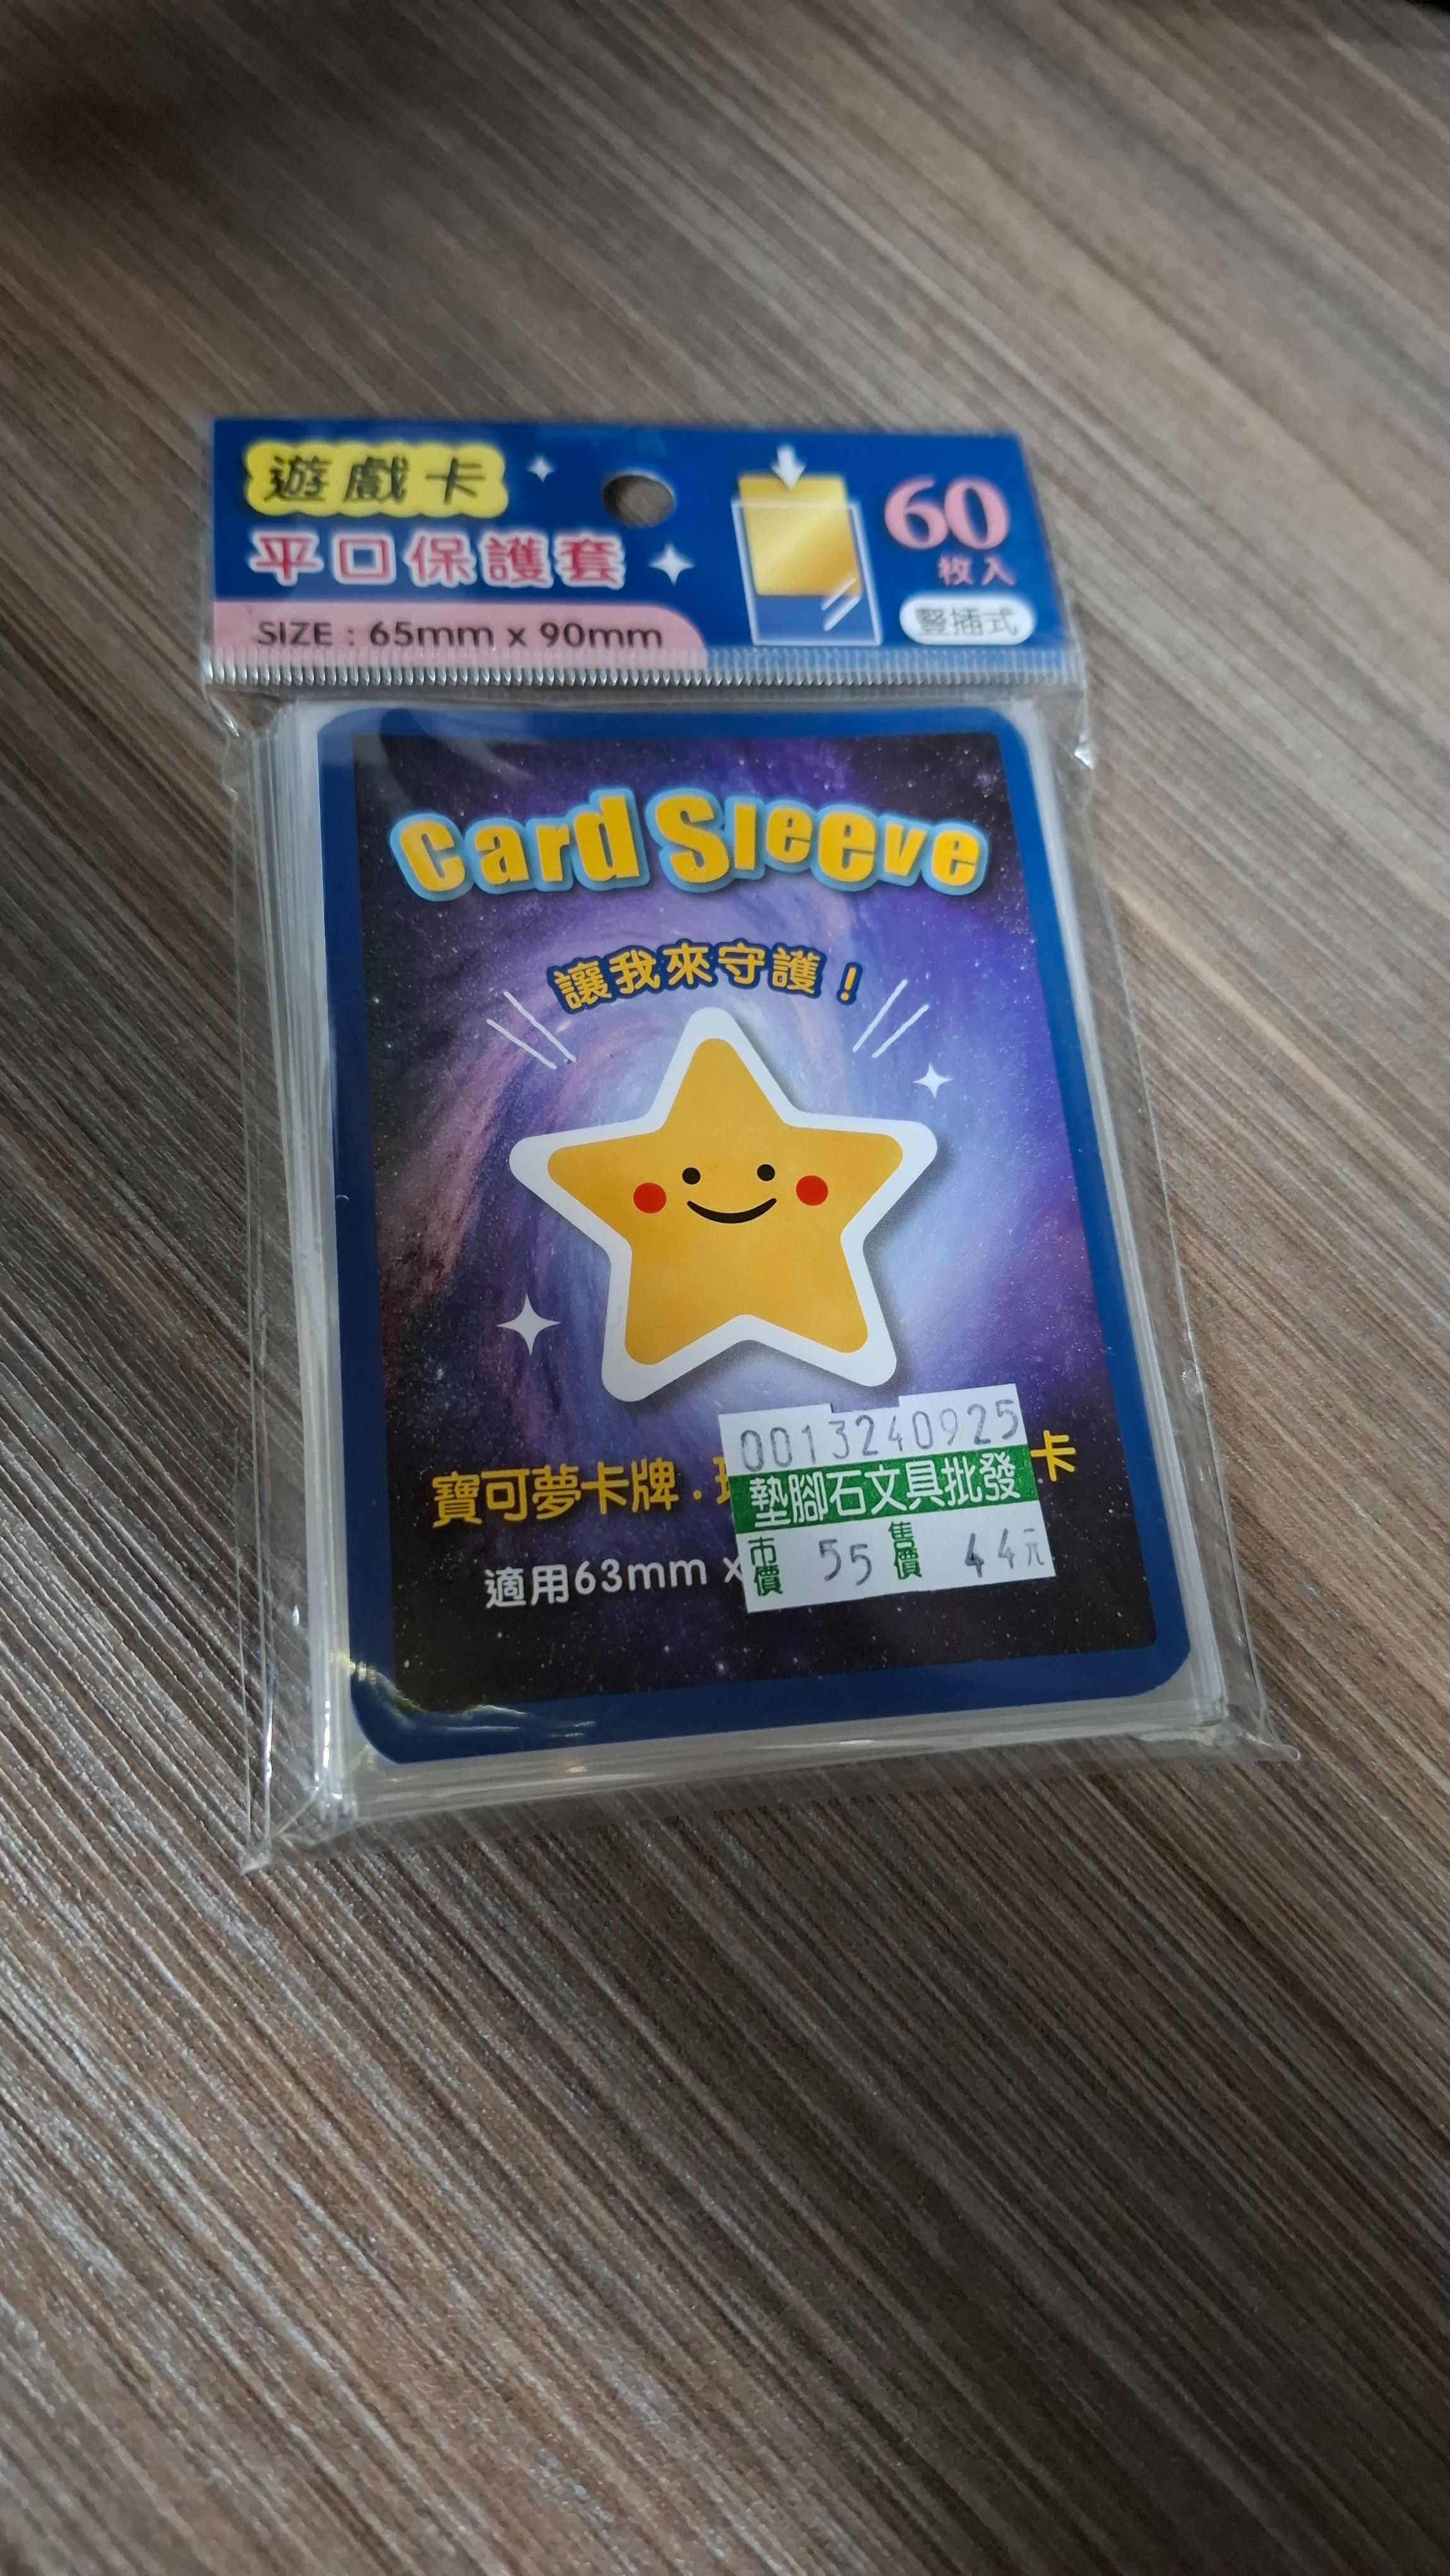 遊戲卡
平口保護套
SIZE : 65mm x 90mm
60
枚入
豎插式
Card Sleeve
讓我來守護！
寶可夢卡牌 ·
卡
適用63mm x
0013240925
墊腳石文具批發
市價 55 售價 44元